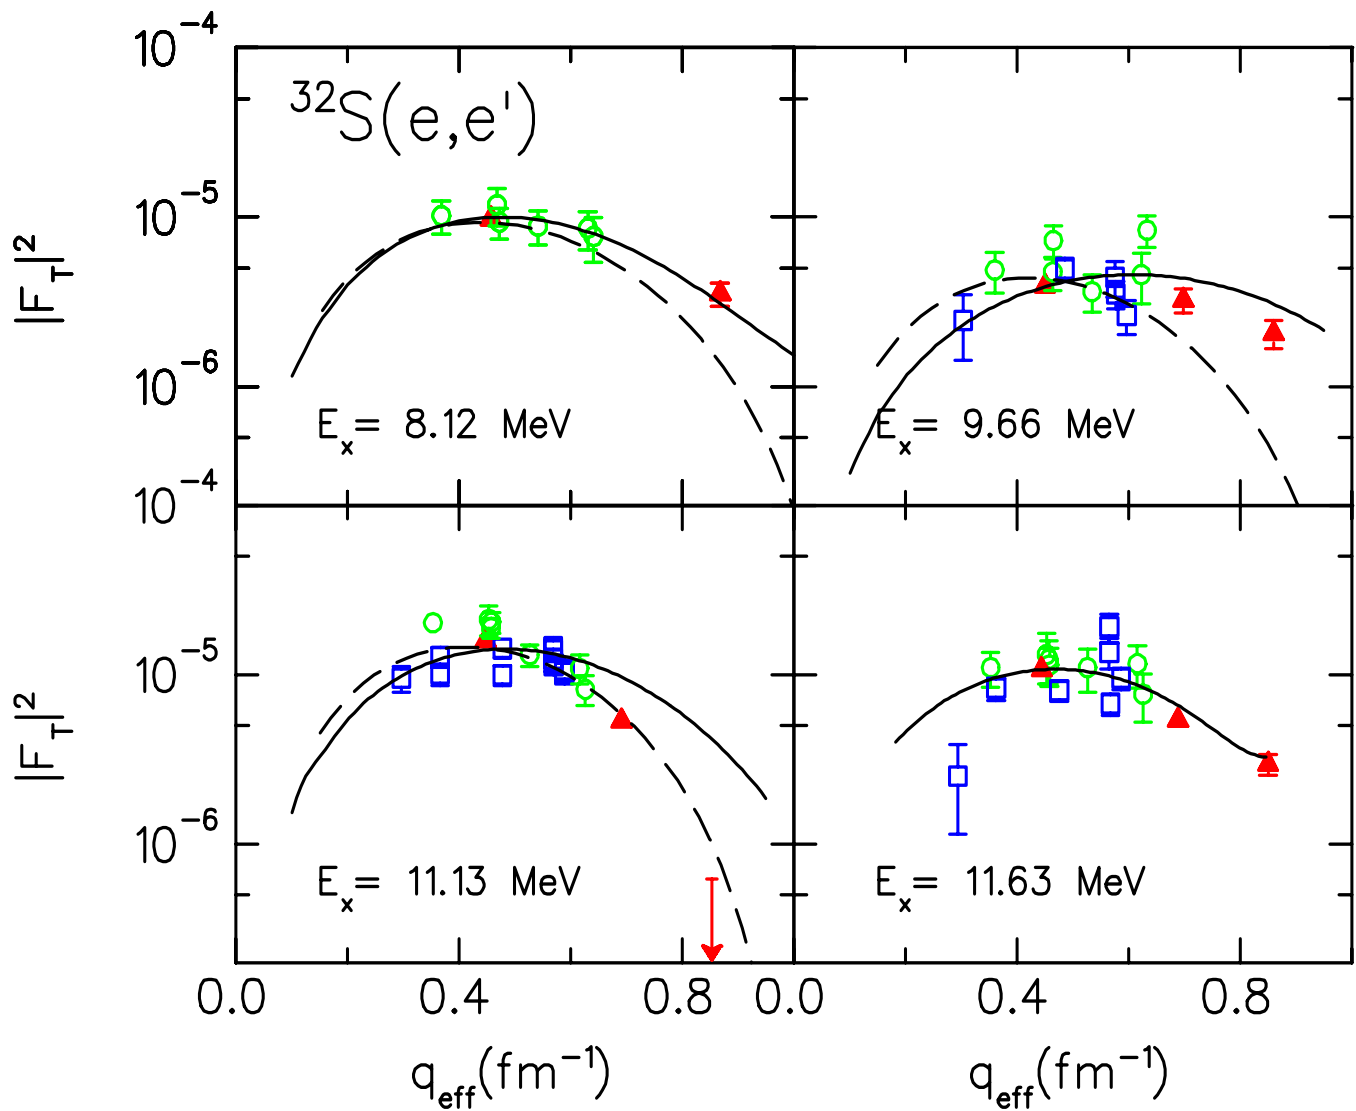 10⁻⁴
³²S(e,e')
10⁻⁵
|F_T|²
10⁻⁶
E_x= 8.12 MeV
E_x= 9.66 MeV
10⁻⁴
10⁻⁵
|F_T|²
10⁻⁶
E_x= 11.13 MeV
E_x= 11.63 MeV
0.0 0.4 0.8 0.0 0.4 0.8
q_eff(fm⁻¹) q_eff(fm⁻¹)